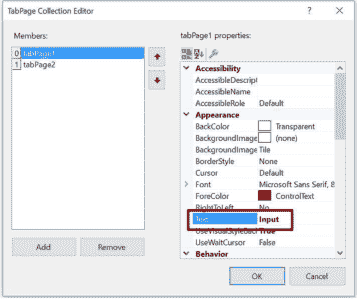 TabPage Collection Editor
? ×
Members:
0 tabPage1
1 tabPage2
Add
Remove
tabPage1 properties:
Accessibility
AccessibleDescript
AccessibleName
AccessibleRole Default
Appearance
BackColor Transparent
BackgroundImage (none)
BackgroundImage Tile
BorderStyle None
Cursor Default
Font Microsoft Sans Serif, 8
ForeColor ControlText
RightToLeft No
Text Input
UseVisualStyleBack True
UseWaitCursor False
Behavior
OK
Cancel